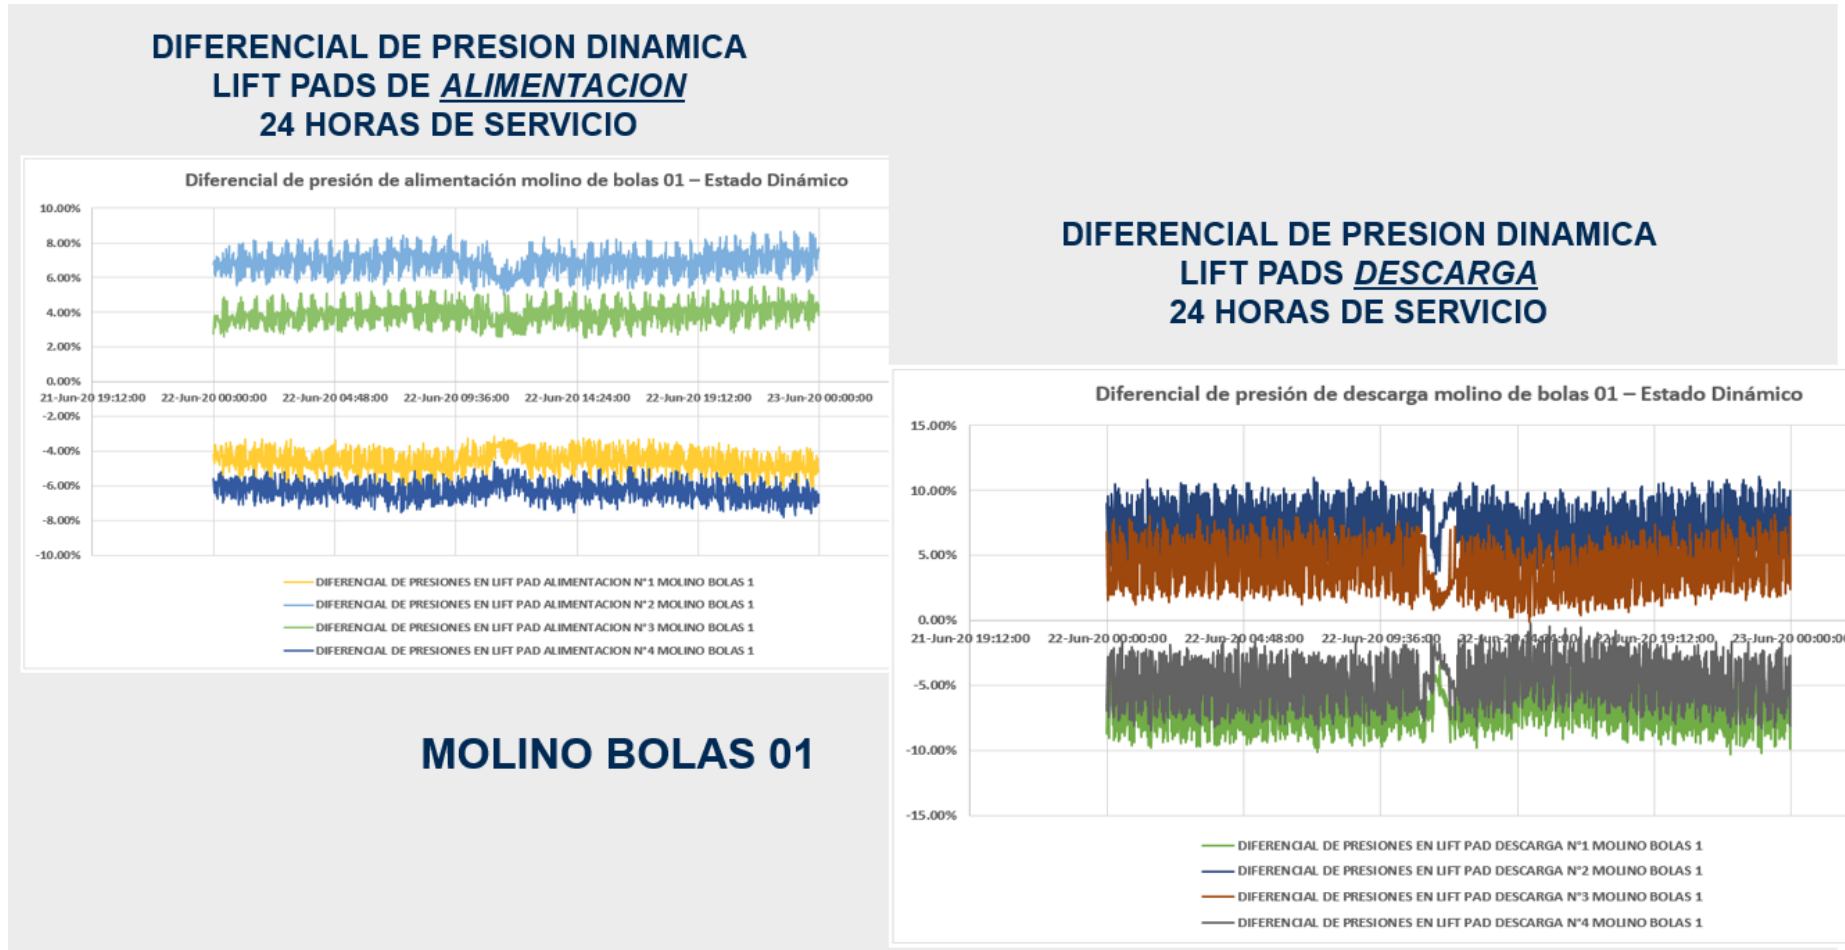 DIFERENCIAL DE PRESION DINAMICA
LIFT PADS DE ALIMENTACION
24 HORAS DE SERVICIO
Diferencial de presión de alimentación molino de bolas 01 – Estado Dinámico
10.00%
8.00%
6.00%
4.00%
2.00%
0.00%
21-Jun-20 19:12:00 22-Jun-20 00:00:00 22-Jun-20 04:48:00 22-Jun-20 09:36:00 22-Jun-20 14:24:00 22-Jun-20 19:12:00 23-Jun-20 00:00:00
-2.00%
-4.00%
-6.00%
-8.00%
-10.00%
DIFERENCIAL DE PRESIONES EN LIFT PAD ALIMENTACION N°1 MOLINO BOLAS 1
DIFERENCIAL DE PRESIONES EN LIFT PAD ALIMENTACION N°2 MOLINO BOLAS 1
DIFERENCIAL DE PRESIONES EN LIFT PAD ALIMENTACION N°3 MOLINO BOLAS 1
DIFERENCIAL DE PRESIONES EN LIFT PAD ALIMENTACION N°4 MOLINO BOLAS 1
MOLINO BOLAS 01
DIFERENCIAL DE PRESION DINAMICA
LIFT PADS DESCARGA
24 HORAS DE SERVICIO
Diferencial de presión de descarga molino de bolas 01 – Estado Dinámico
15.00%
10.00%
5.00%
0.00%
21-Jun-20 19:12:00 22-Jun-20 00:00:00 22-Jun-20 04:48:00 22-Jun-20 09:36:00 22-Jun-20 19:12:00 23-Jun-20 00:00:00
-5.00%
-10.00%
-15.00%
DIFERENCIAL DE PRESIONES EN LIFT PAD DESCARGA N°1 MOLINO BOLAS 1
DIFERENCIAL DE PRESIONES EN LIFT PAD DESCARGA N°2 MOLINO BOLAS 1
DIFERENCIAL DE PRESIONES EN LIFT PAD DESCARGA N°3 MOLINO BOLAS 1
DIFERENCIAL DE PRESIONES EN LIFT PAD DESCARGA N°4 MOLINO BOLAS 1